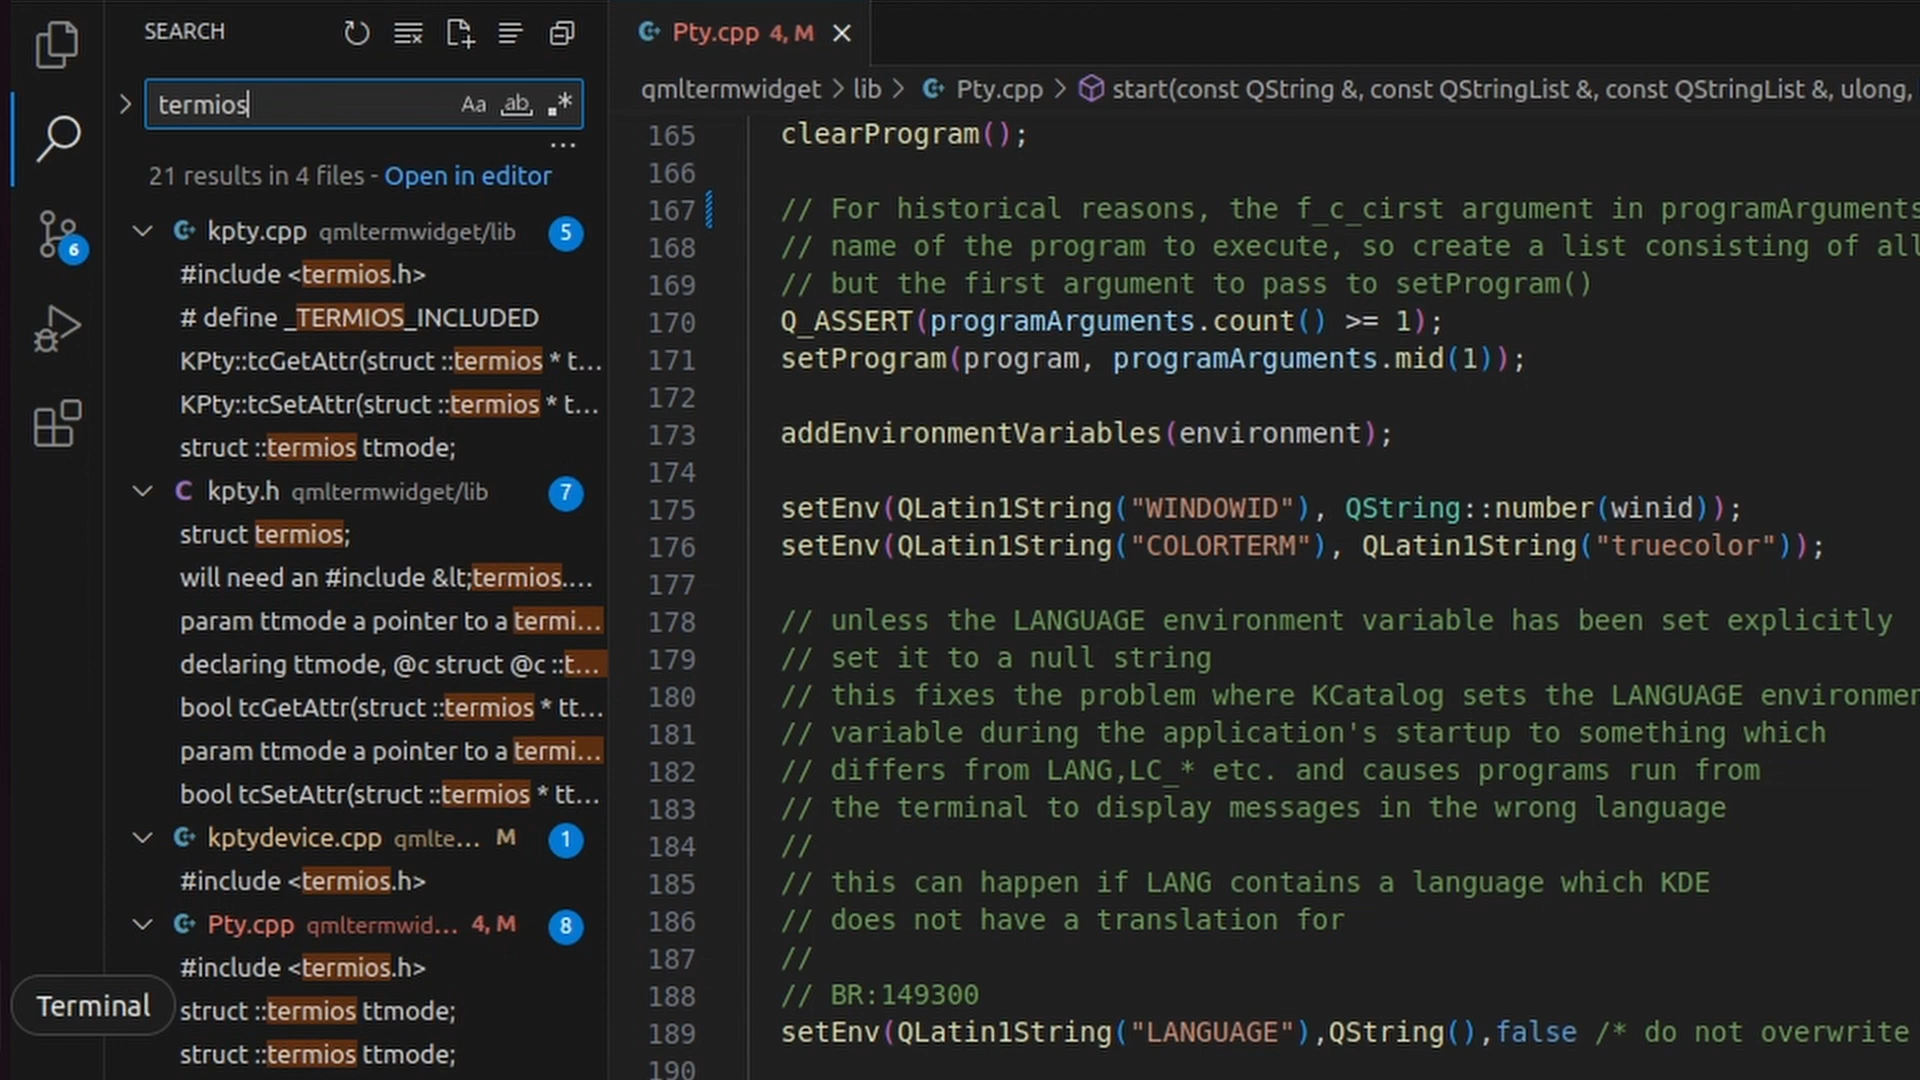 SEARCH
termios
Aa
ab
.*
...
21 results in 4 files - Open in editor
6
kpty.cpp qmltermwidget/lib 5
#include <termios.h>
# define _TERMIOS_INCLUDED
KPty::tcGetAttr(struct ::termios * t...
KPty::tcSetAttr(struct ::termios * t...
struct ::termios ttmode;
kpty.h qmltermwidget/lib 7
struct termios;
will need an #include &lt;termios....
param ttmode a pointer to a termi...
declaring ttmode, @c struct @c ::t...
bool tcGetAttr(struct ::termios * tt...
param ttmode a pointer to a termi...
bool tcSetAttr(struct ::termios * tt...
kptydevice.cpp qmlte... M 1
#include <termios.h>
Pty.cpp qmltermwid... 4, M 8
#include <termios.h>
struct ::termios ttmode;
struct ::termios ttmode;
Terminal
Pty.cpp 4, M
qmltermwidget > lib > Pty.cpp > start(const QString &, const QStringList &, const QStringList &, ulong,
165 clearProgram();
166
167 // For historical reasons, the f_c_cirst argument in programArguments
168 // name of the program to execute, so create a list consisting of all
169 // but the first argument to pass to setProgram()
170 Q_ASSERT(programArguments.count() >= 1);
171 setProgram(program, programArguments.mid(1));
172
173 addEnvironmentVariables(environment);
174
175 setEnv(QLatin1String("WINDOWID"), QString::number(winid));
176 setEnv(QLatin1String("COLORTERM"), QLatin1String("truecolor"));
177
178 // unless the LANGUAGE environment variable has been set explicitly
179 // set it to a null string
180 // this fixes the problem where KCatalog sets the LANGUAGE environmen
181 // variable during the application's startup to something which
182 // differs from LANG,LC_* etc. and causes programs run from
183 // the terminal to display messages in the wrong language
184 //
185 // this can happen if LANG contains a language which KDE
186 // does not have a translation for
187 //
188 // BR:149300
189 setEnv(QLatin1String("LANGUAGE"),QString(),false /* do not overwrite
190